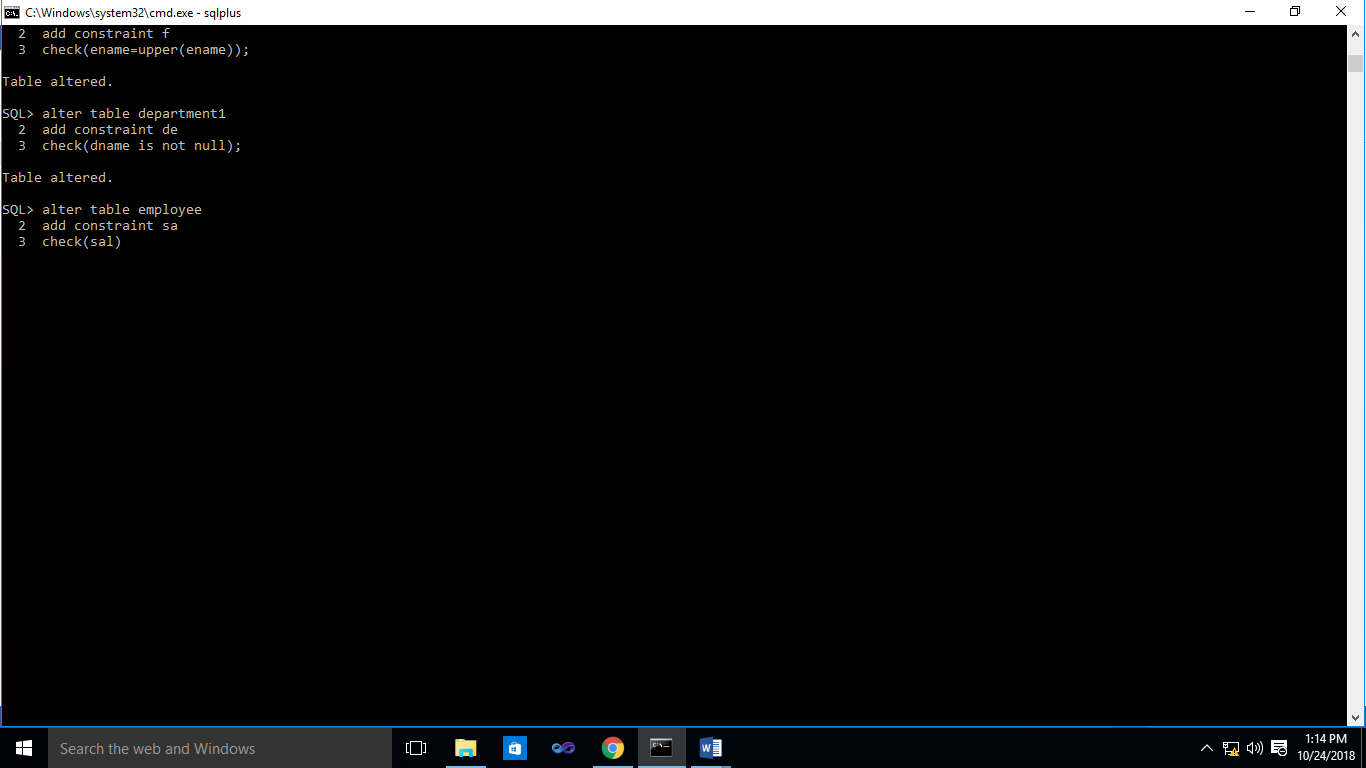 C:\Windows\system32\cmd.exe - sqlplus
2 add constraint f
3 check(ename=upper(ename));
Table altered.
SQL> alter table department1
2 add constraint de
3 check(dname is not null);
Table altered.
SQL> alter table employee
2 add constraint sa
3 check(sal)
Search the web and Windows
1:14 PM
10/24/2018